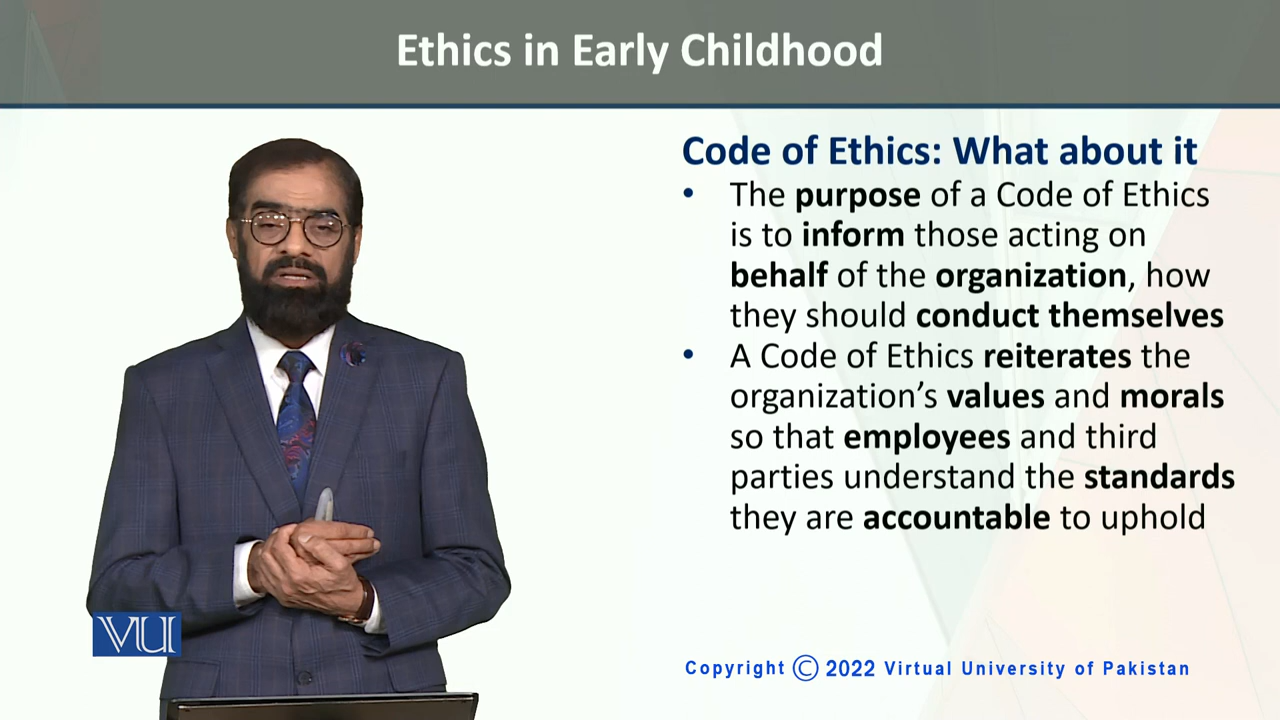 Ethics in Early Childhood
Code of Ethics: What about it
• The purpose of a Code of Ethics
is to inform those acting on
behalf of the organization, how
they should conduct themselves
• A Code of Ethics reiterates the
organization’s values and morals
so that employees and third
parties understand the standards
they are accountable to uphold
VU
Copyright © 2022 Virtual University of Pakistan